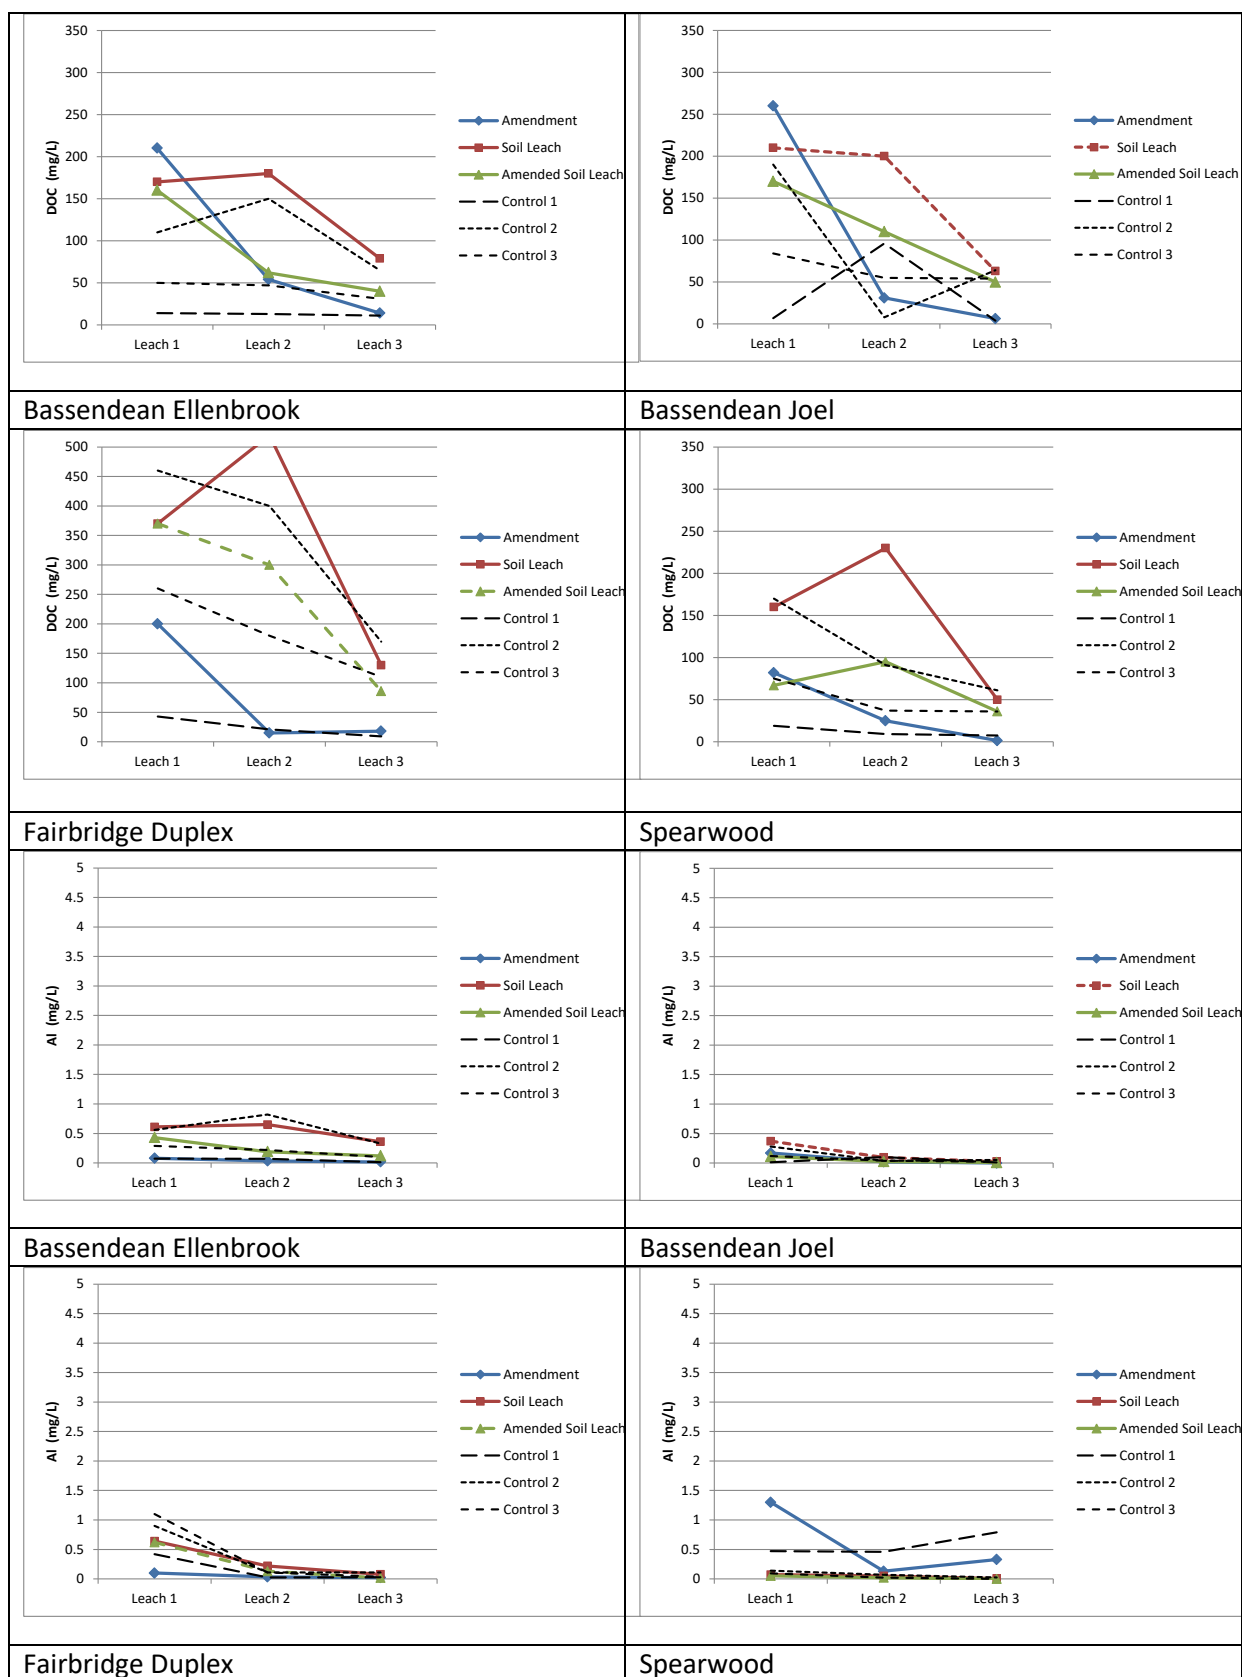 350
300
250
200
150
100
50
0
DOC (mg/L)
Leach 1 Leach 2 Leach 3
Amendment
Soil Leach
Amended Soil Leach
Control 1
Control 2
Control 3
350
300
250
200
150
100
50
0
DOC (mg/L)
Leach 1 Leach 2 Leach 3
Amendment
Soil Leach
Amended Soil Leach
Control 1
Control 2
Control 3
Bassendean Ellenbrook
Bassendean Joel
500
450
400
350
300
250
200
150
100
50
0
DOC (mg/L)
Leach 1 Leach 2 Leach 3
Amendment
Soil Leach
Amended Soil Leach
Control 1
Control 2
Control 3
350
300
250
200
150
100
50
0
DOC (mg/L)
Leach 1 Leach 2 Leach 3
Amendment
Soil Leach
Amended Soil Leach
Control 1
Control 2
Control 3
Fairbridge Duplex
Spearwood
5
4.5
4
3.5
3
2.5
2
1.5
1
0.5
0
Al (mg/L)
Leach 1 Leach 2 Leach 3
Amendment
Soil Leach
Amended Soil Leach
Control 1
Control 2
Control 3
5
4.5
4
3.5
3
2.5
2
1.5
1
0.5
0
Al (mg/L)
Leach 1 Leach 2 Leach 3
Amendment
Soil Leach
Amended Soil Leach
Control 1
Control 2
Control 3
Bassendean Ellenbrook
Bassendean Joel
5
4.5
4
3.5
3
2.5
2
1.5
1
0.5
0
Al (mg/L)
Leach 1 Leach 2 Leach 3
Amendment
Soil Leach
Amended Soil Leach
Control 1
Control 2
Control 3
5
4.5
4
3.5
3
2.5
2
1.5
1
0.5
0
Al (mg/L)
Leach 1 Leach 2 Leach 3
Amendment
Soil Leach
Amended Soil Leach
Control 1
Control 2
Control 3
Fairbridge Duplex
Spearwood